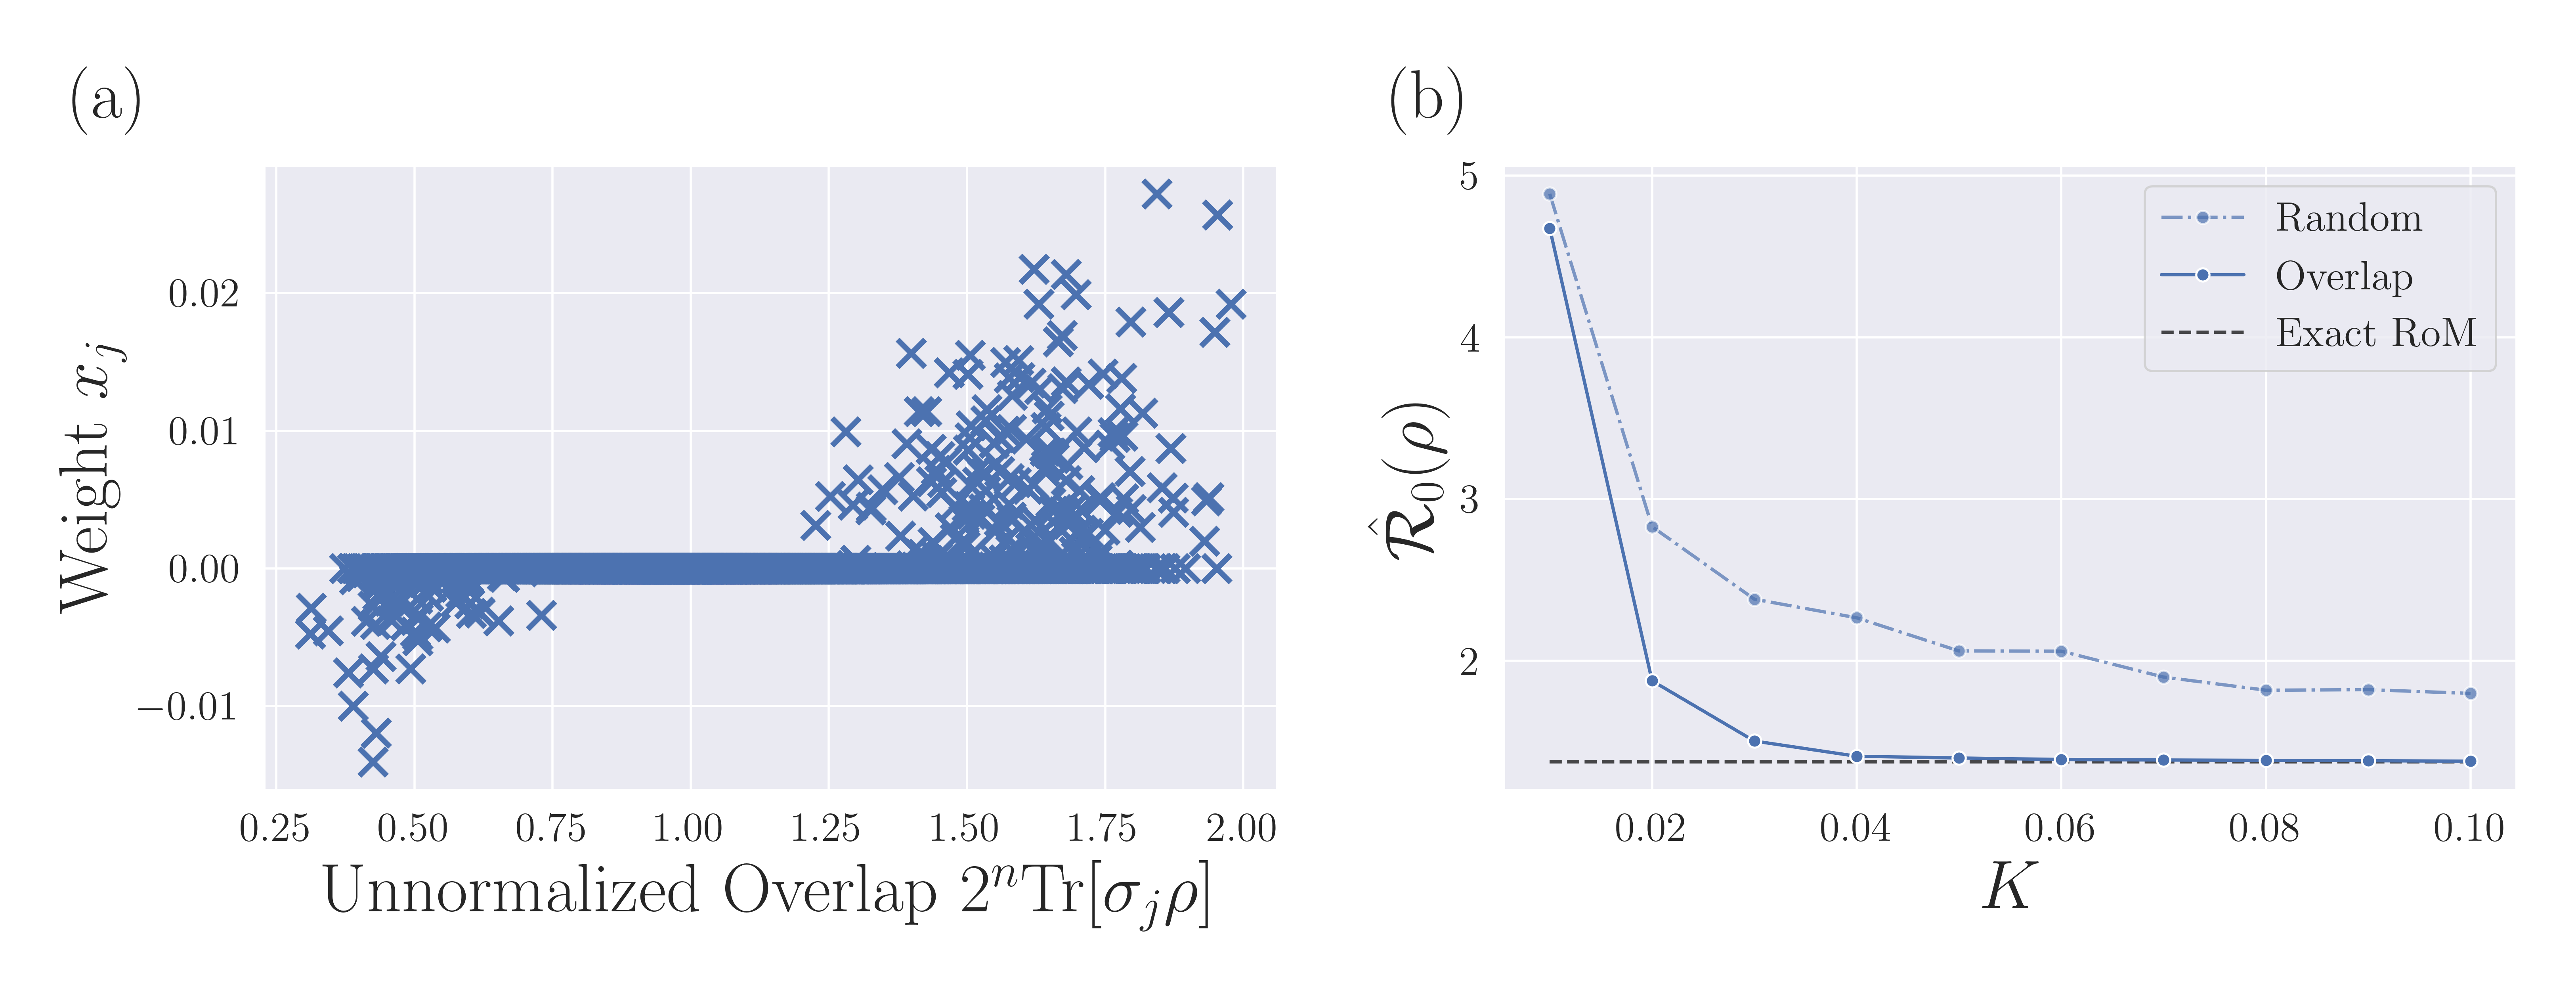 (a)
Weight x_j
0.02
0.01
0.00
−0.01
0.25 0.50 0.75 1.00 1.25 1.50 1.75 2.00
Unnormalized Overlap 2^n Tr[σ_j ρ]
(b)
R̂_0(ρ)
5
4
3
2
Random
Overlap
Exact RoM
0.02 0.04 0.06 0.08 0.10
K